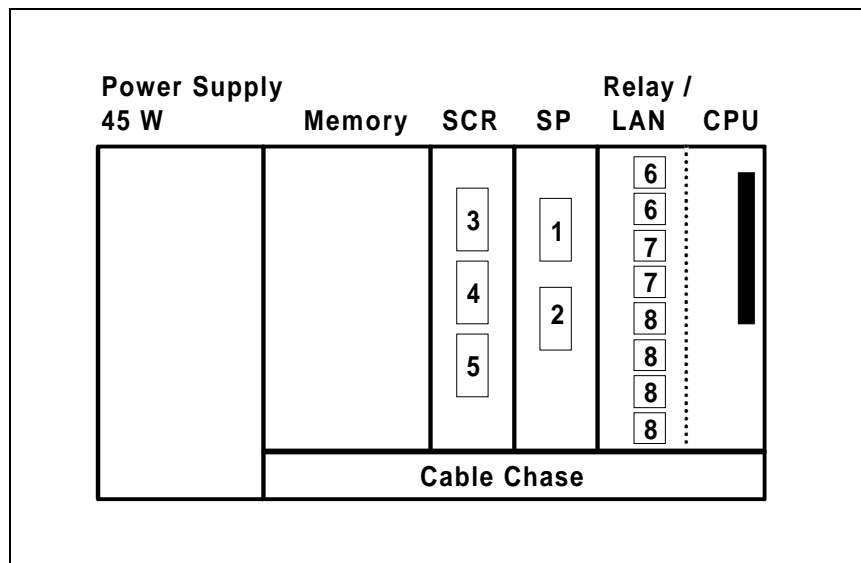 Power Supply
45 W
Memory
SCR
SP
Relay /
LAN
CPU
3
4
5
1
2
6
6
7
7
8
8
8
8
Cable Chase